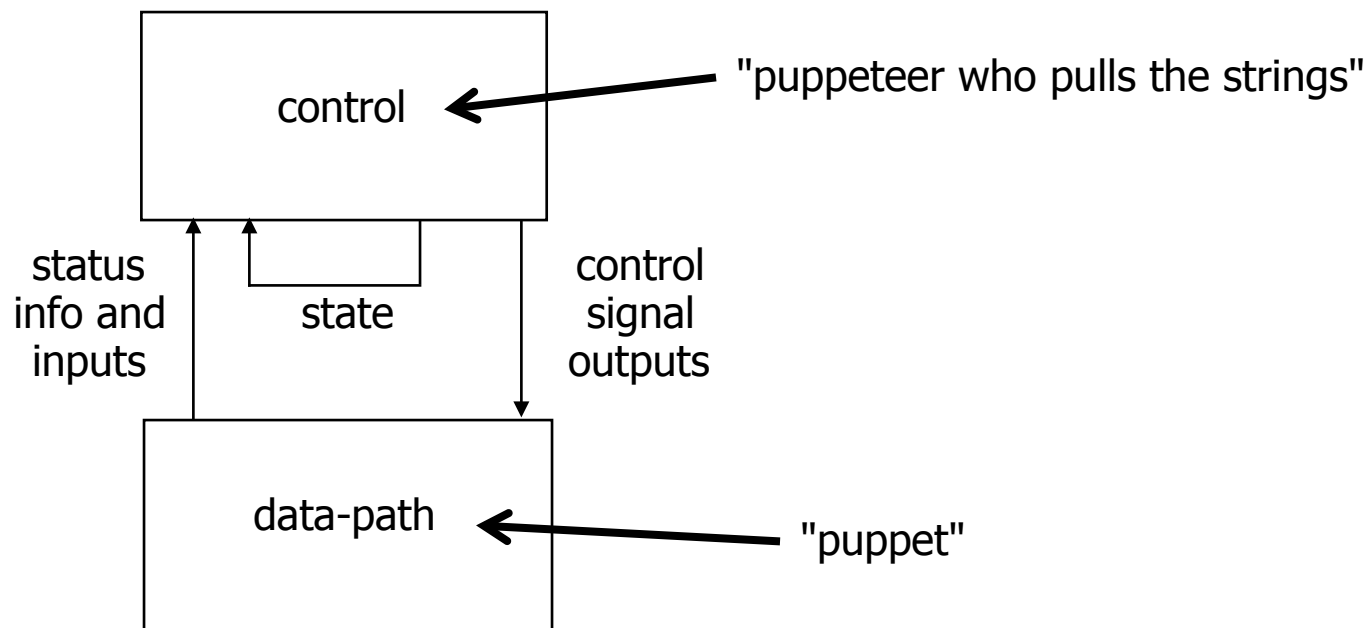 "puppeteer who pulls the strings"
control
status
info and
inputs
state
control
signal
outputs
data-path
"puppet"